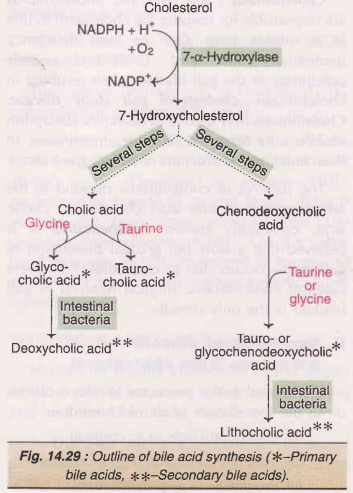 Cholesterol
NADPH + H+
+O2
7-α-Hydroxylase
NADP+
7-Hydroxycholesterol
Several steps
Several steps
Cholic acid
Chenodeoxycholic
acid
Glycine
Taurine
Glyco-
cholic acid*
Tauro-
cholic acid*
Taurine
or
glycine
Intestinal
bacteria
Deoxycholic acid**
Tauro- or
glycochenodeoxycholic*
acid
Intestinal
bacteria
Lithocholic acid**
Fig. 14.29 : Outline of bile acid synthesis (*–Primary
bile acids, **–Secondary bile acids).